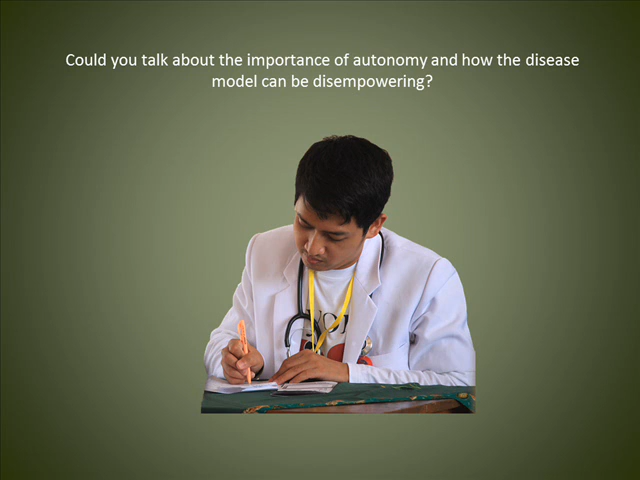 Could you talk about the importance of autonomy and how the disease
model can be disempowering?